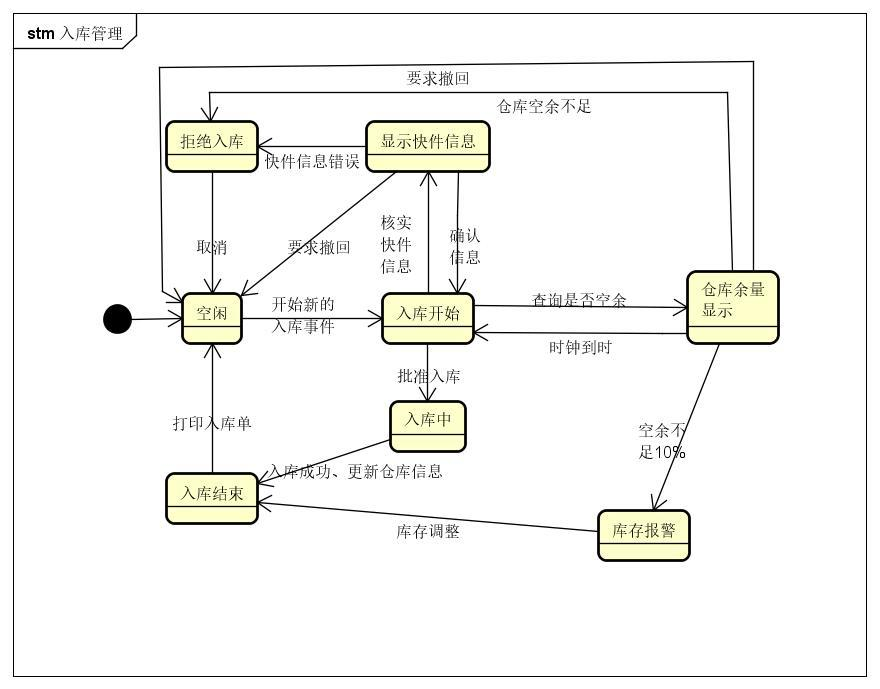 stm 入库管理
要求撤回
仓库空余不足
拒绝入库
显示快件信息
快件信息错误
取消
要求撤回
核实
快件
信息
确认
信息
空闲
开始新的
入库事件
入库开始
查询是否空余
仓库余量
显示
时钟到时
批准入库
入库中
打印入库单
空余不
足10%
入库成功、更新仓库信息
入库结束
库存调整
库存报警